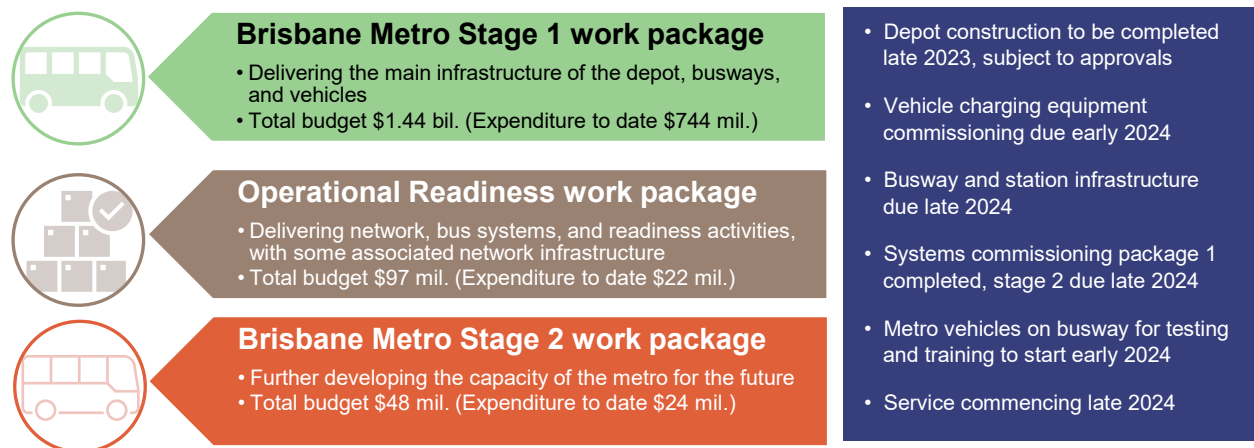 Brisbane Metro Stage 1 work package
• Delivering the main infrastructure of the depot, busways,
and vehicles
• Total budget $1.44 bil. (Expenditure to date $744 mil.)
Operational Readiness work package
• Delivering network, bus systems, and readiness activities,
with some associated network infrastructure
• Total budget $97 mil. (Expenditure to date $22 mil.)
Brisbane Metro Stage 2 work package
• Further developing the capacity of the metro for the future
• Total budget $48 mil. (Expenditure to date $24 mil.)
• Depot construction to be completed
late 2023, subject to approvals
• Vehicle charging equipment
commissioning due early 2024
• Busway and station infrastructure
due late 2024
• Systems commissioning package 1
completed, stage 2 due late 2024
• Metro vehicles on busway for testing
and training to start early 2024
• Service commencing late 2024